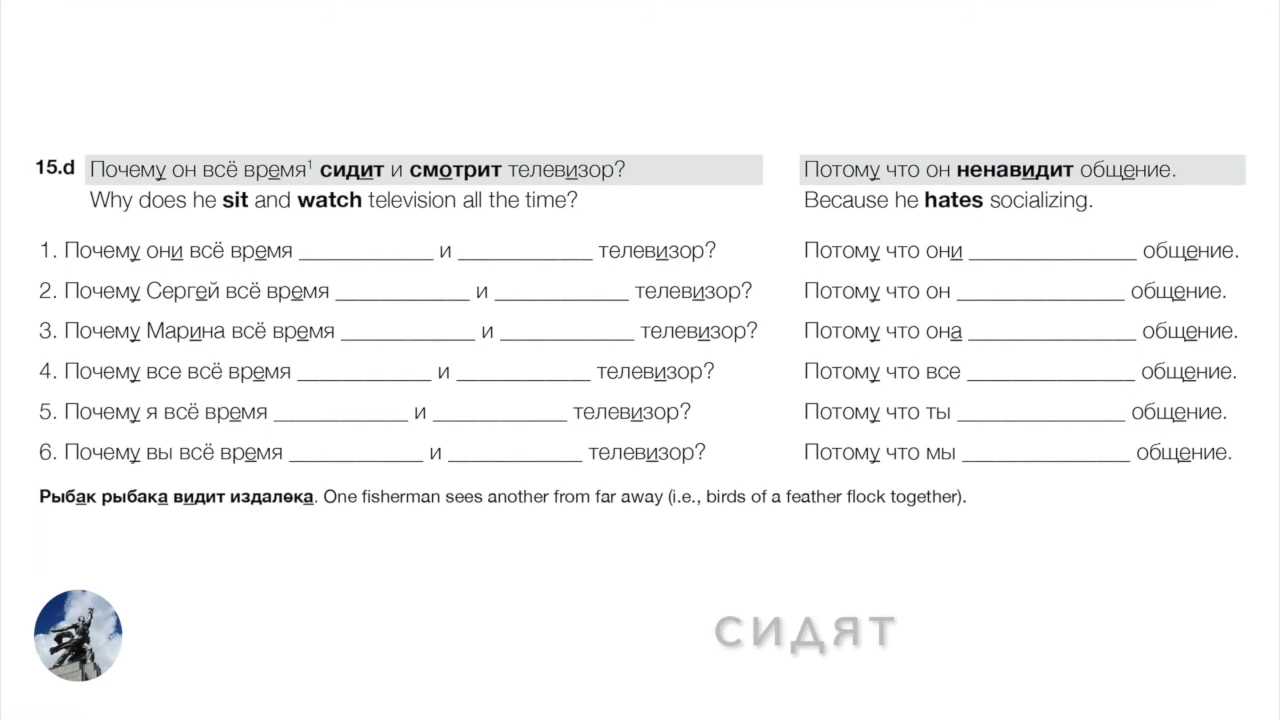 15.d Почему он всё время¹ сидит и смотрит телевизор? Потому что он ненавидит общение.
Why does he sit and watch television all the time? Because he hates socializing.
1. Почему они всё время ____________ и ____________ телевизор? Потому что они _______________ общение.
2. Почему Сергей всё время ____________ и ____________ телевизор? Потому что он _______________ общение.
3. Почему Марина всё время ____________ и ____________ телевизор? Потому что она _______________ общение.
4. Почему все всё время ____________ и ____________ телевизор? Потому что все _______________ общение.
5. Почему я всё время ____________ и ____________ телевизор? Потому что ты _______________ общение.
6. Почему вы всё время ____________ и ____________ телевизор? Потому что мы _______________ общение.
Рыбак рыбака видит издалека. One fisherman sees another from far away (i.e., birds of a feather flock together).
сидят